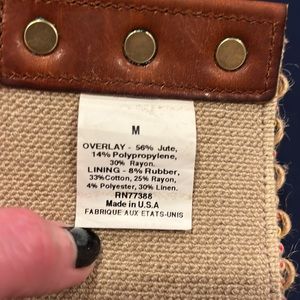 M
OVERLAY - 56% Jute,
14% Polypropylene,
30% Rayon.
LINING - 8% Rubber,
33%Cotton, 25% Rayon,
4% Polyester, 30% Linen.
RN77388
Made in U.S.A
FABRIQUE AUX ETATS-UNIS